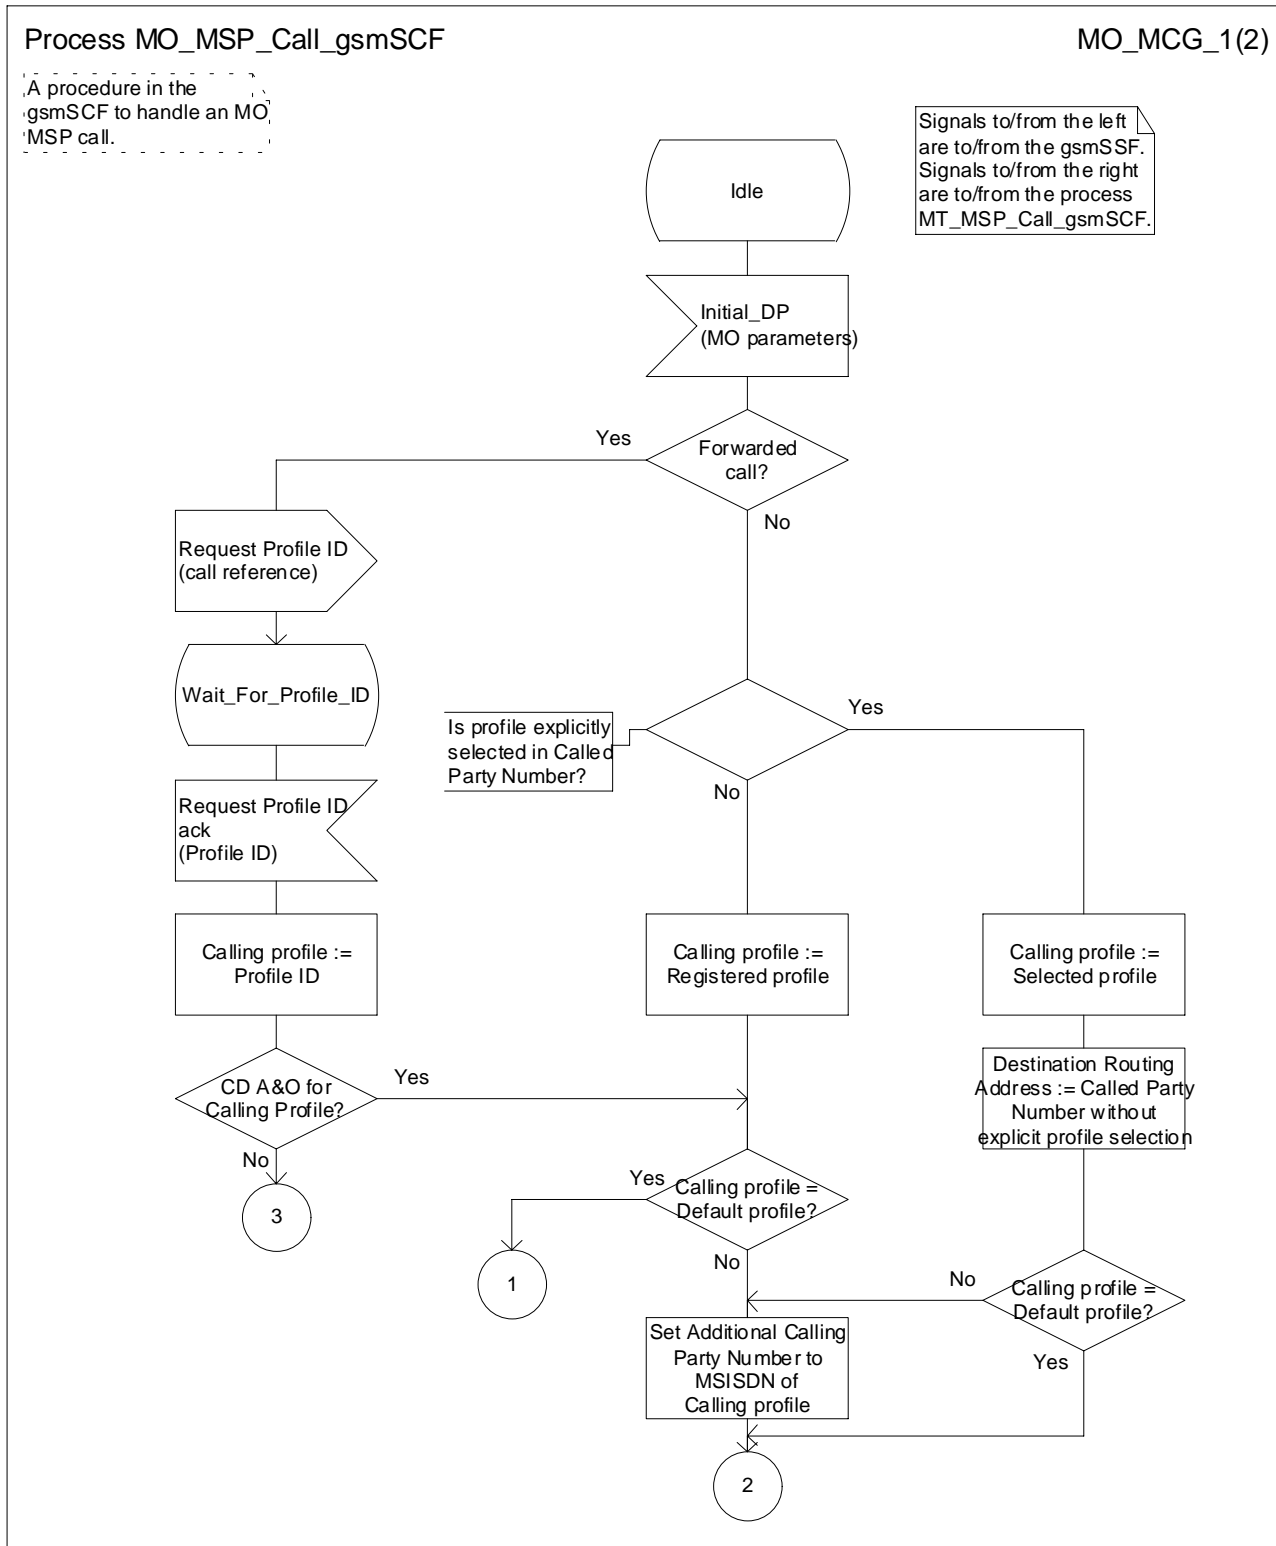 Process MO_MSP_Call_gsmSCF
MO_MCG_1(2)
A procedure in the
gsmSCF to handle an MO
MSP call.
Signals to/from the left
are to/from the gsmSSF.
Signals to/from the right
are to/from the process
MT_MSP_Call_gsmSCF.
Idle
Initial_DP
(MO parameters)
Forwarded
call?
Yes
No
Request Profile ID
(call reference)
Wait_For_Profile_ID
Request Profile ID
ack
(Profile ID)
Calling profile :=
Profile ID
CD A&O for
Calling Profile?
Yes
No
3
Is profile explicitly
selected in Called
Party Number?
Yes
No
Calling profile :=
Registered profile
Calling profile :=
Selected profile
Destination Routing
Address := Called Party
Number without
explicit profile selection
Calling profile =
Default profile?
Yes
No
1
Calling profile =
Default profile?
No
Yes
Set Additional Calling
Party Number to
MSISDN of
Calling profile
2